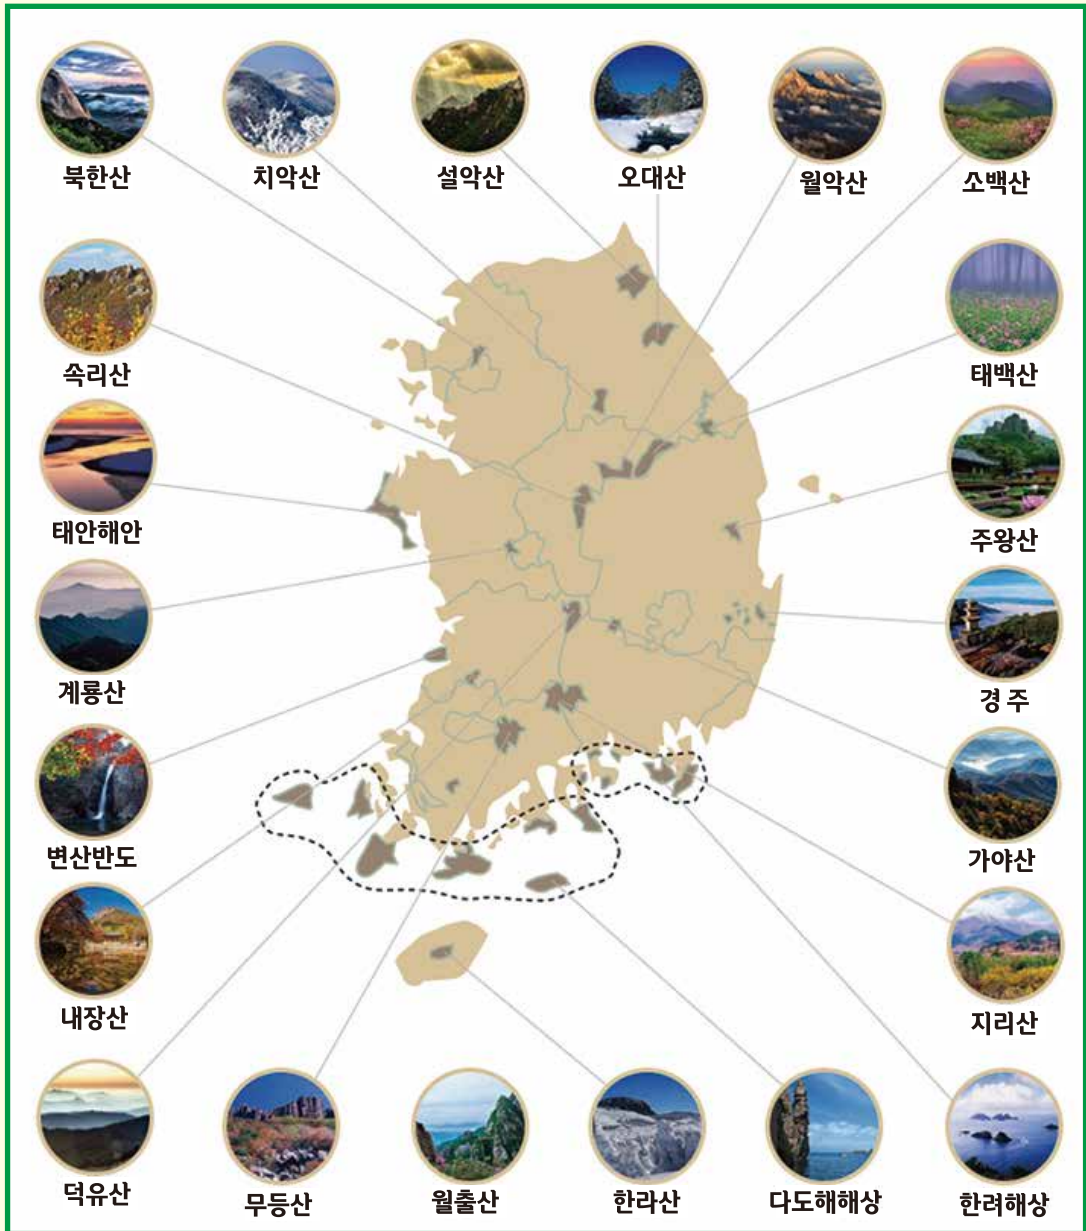 북한산
치악산
설악산
오대산
월악산
소백산
속리산
태백산
태안해안
주왕산
계룡산
경 주
변산반도
가야산
내장산
지리산
덕유산
무등산
월출산
한라산
다도해해상
한려해상